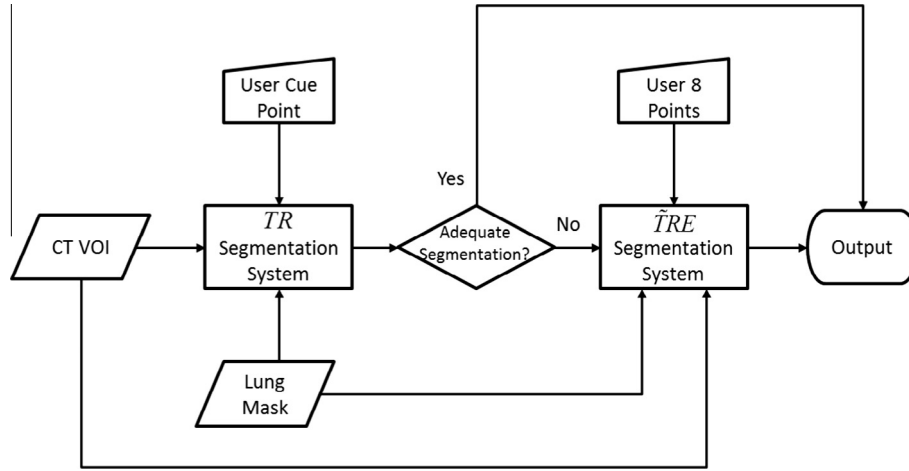 User Cue
Point
User 8
Points
Yes
CT VOI
TR
Segmentation
System
Adequate
Segmentation?
No
T̃RE
Segmentation
System
Output
Lung
Mask